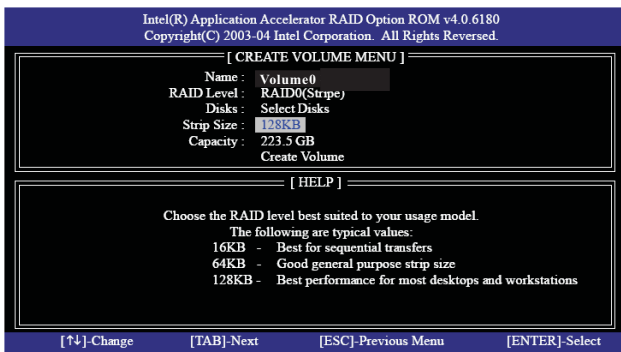 Intel(R) Application Accelerator RAID Option ROM v4.0.6180
Copyright(C) 2003-04 Intel Corporation. All Rights Reversed.
[ CREATE VOLUME MENU ]
Name : Volume0
RAID Level : RAID0(Stripe)
Disks : Select Disks
Strip Size : 128KB
Capacity : 223.5 GB
Create Volume
[ HELP ]
Choose the RAID level best suited to your usage model.
The following are typical values:
16KB - Best for sequential transfers
64KB - Good general purpose strip size
128KB - Best performance for most desktops and workstations
[↑↓]-Change [TAB]-Next [ESC]-Previous Menu [ENTER]-Select